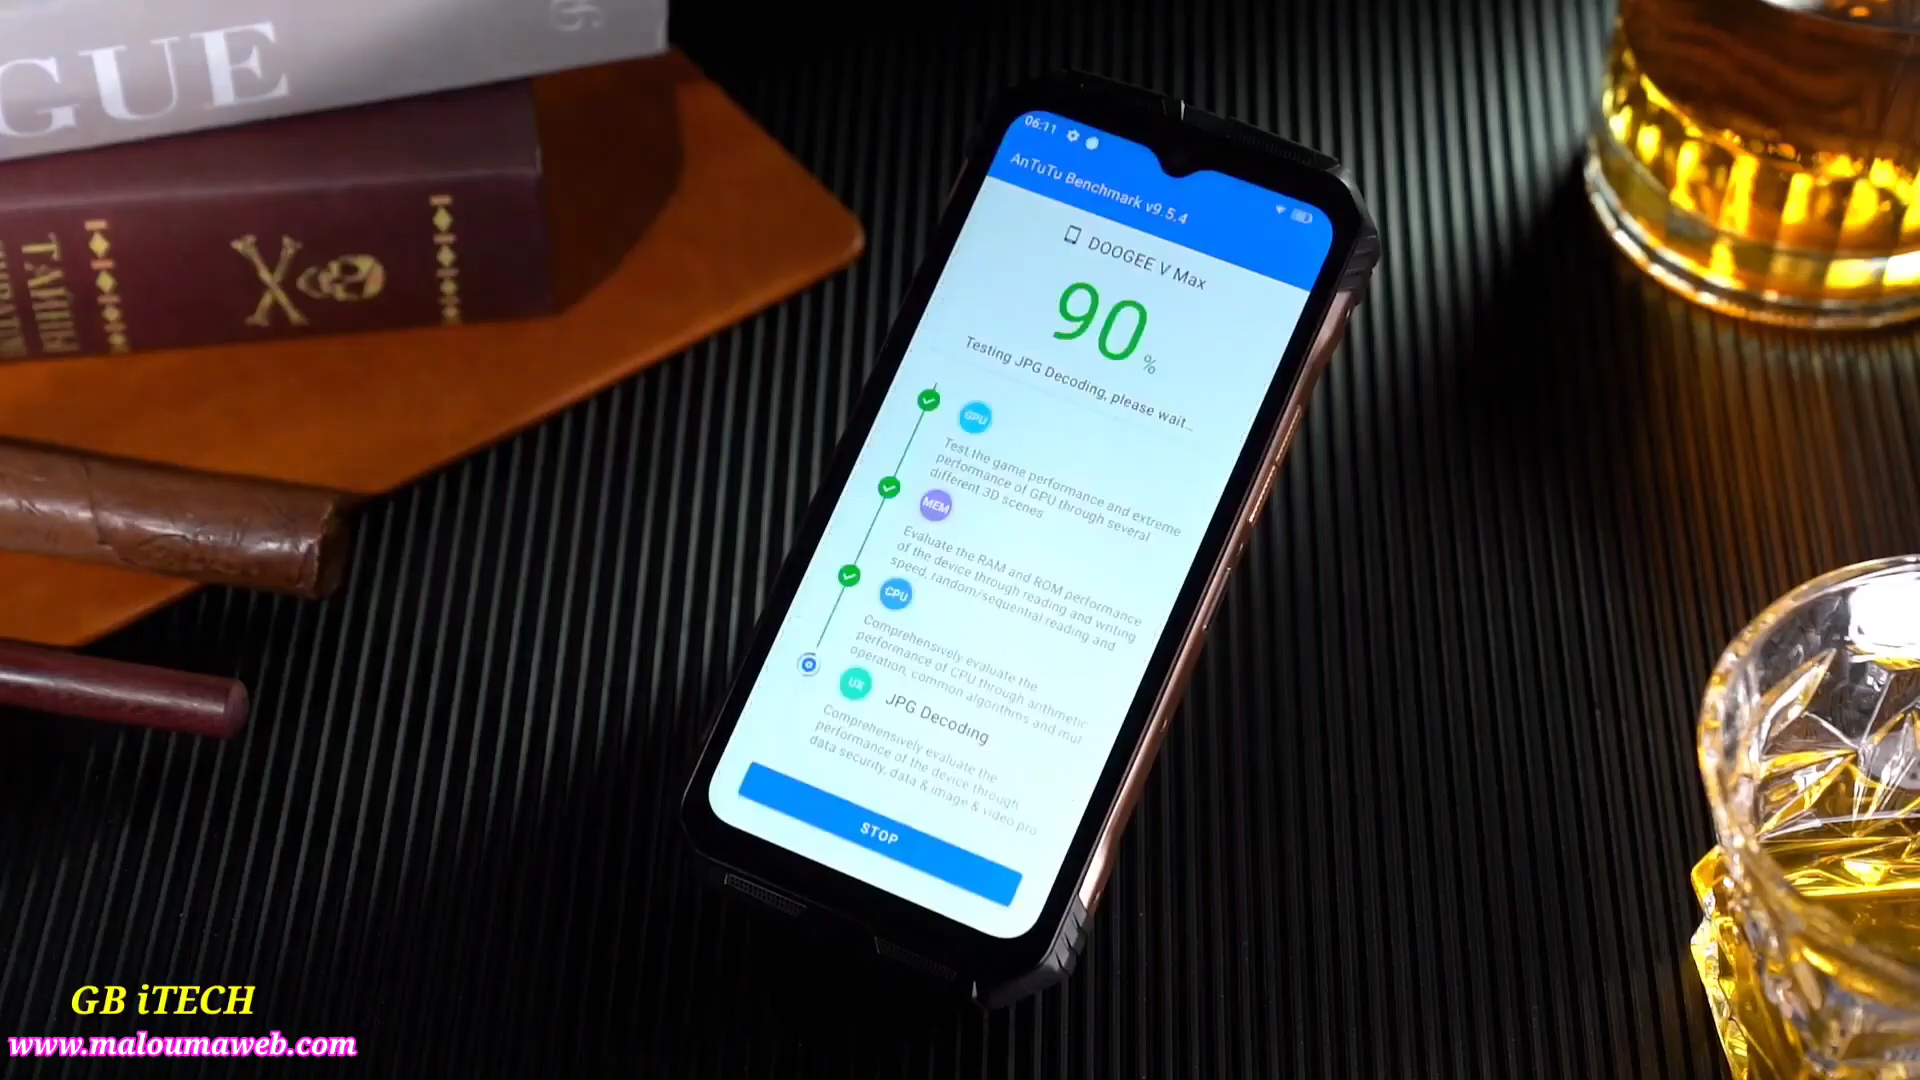 GUE
ТАЙНЫ
06:11
AnTuTu Benchmark v9.5.4
DOOGEE V Max
90%
Testing JPG Decoding, please wait...
GPU
Test the game performance and extreme
performance of GPU through several
different 3D scenes
MEM
Evaluate the RAM and ROM performance
of the device through reading and writing
speed, random/sequential reading and
CPU
Comprehensively evaluate the
performance of CPU through arithmetic
operation, common algorithms and mul
UX
JPG Decoding
Comprehensively evaluate the
performance of the device through
data security, data & image & video pro
STOP
GB iTECH
www.maloumaweb.com